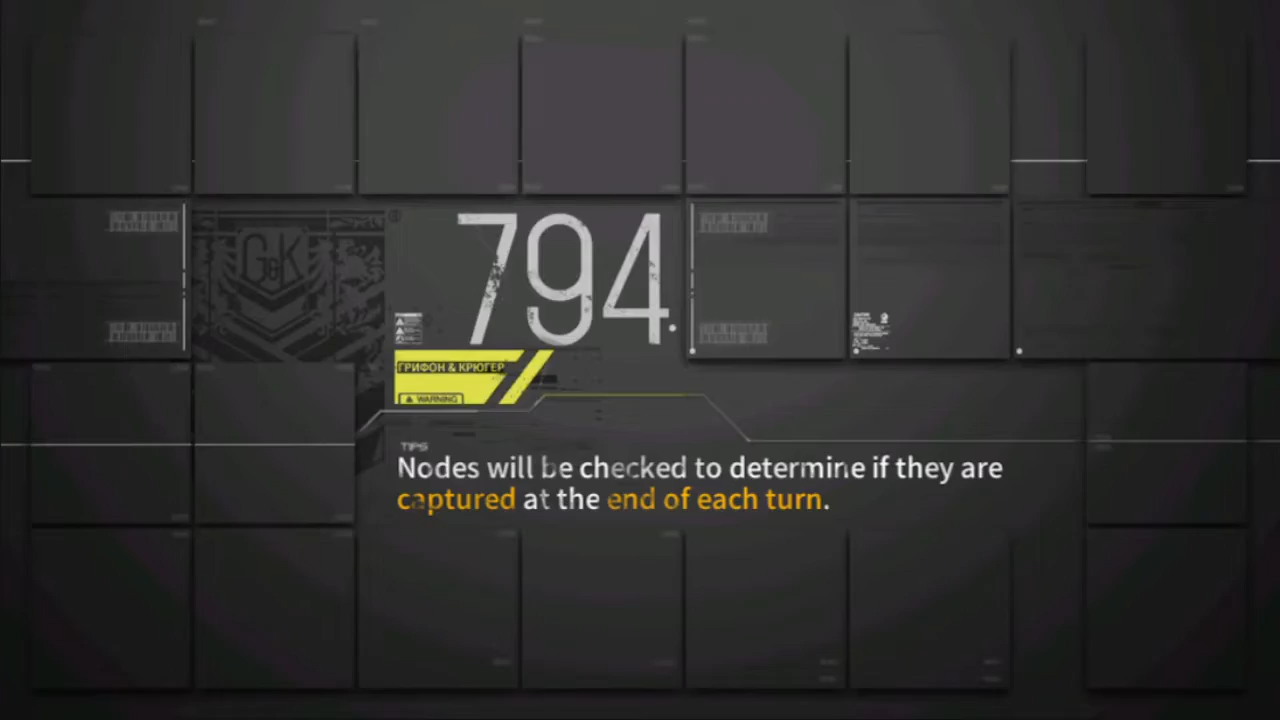 G&K
794.
ГРИФОН & КРЮГЕР
WARNING
TIPS
Nodes will be checked to determine if they are
captured at the end of each turn.